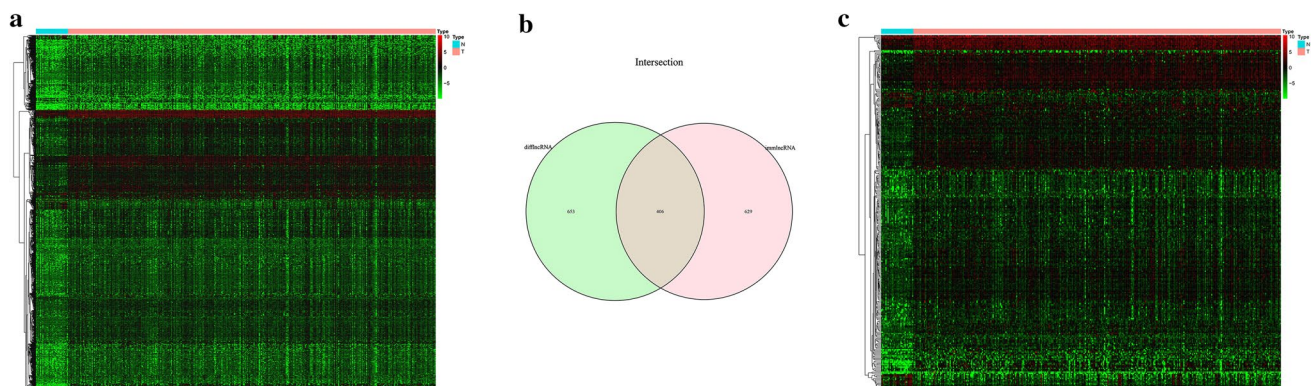 a
Type
10
5
0
−5
Type
N
T
b
Intersection
difflncRNA
immlncRNA
653
406
629
c
Type
10
5
0
−5
Type
N
T